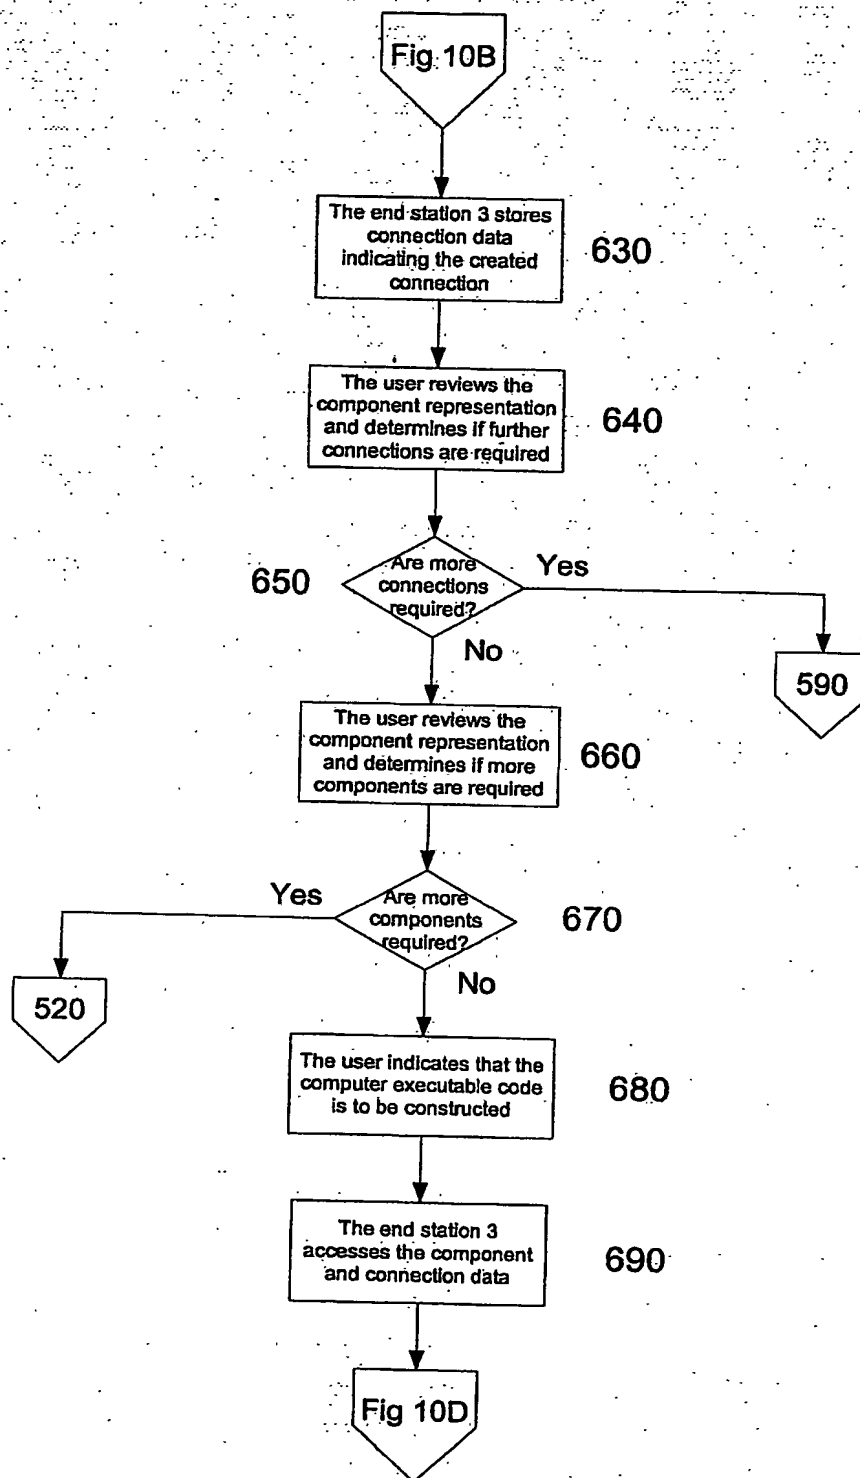 Fig 10B
The end station 3 stores
connection data
indicating the created
connection
630
The user reviews the
component representation
and determines if further
connections are required
640
650
Are more
connections
required?
Yes
No
590
The user reviews the
component representation
and determines if more
components are required
660
Yes
Are more
components
required?
670
520
No
The user indicates that the
computer executable code
is to be constructed
680
The end station 3
accesses the component
and connection data
690
Fig 10D